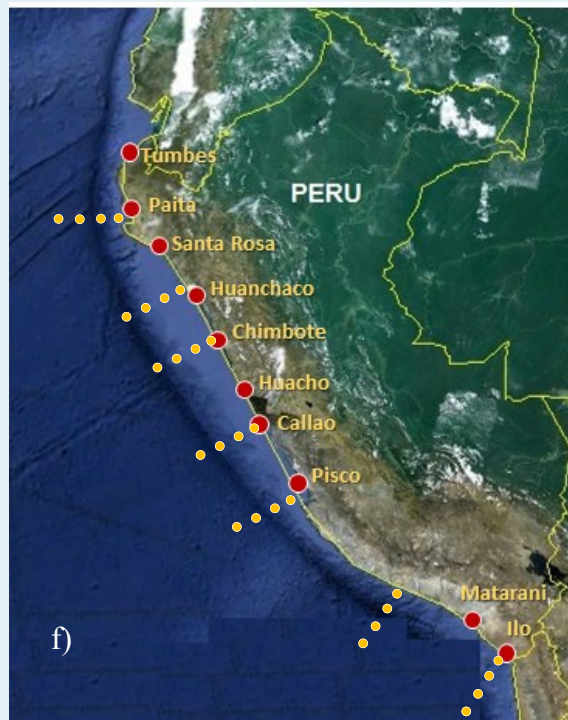 Tumbes
PERU
Paita
Santa Rosa
Huanchaco
Chimbote
Huacho
Callao
Pisco
Matarani
Ilo
f)